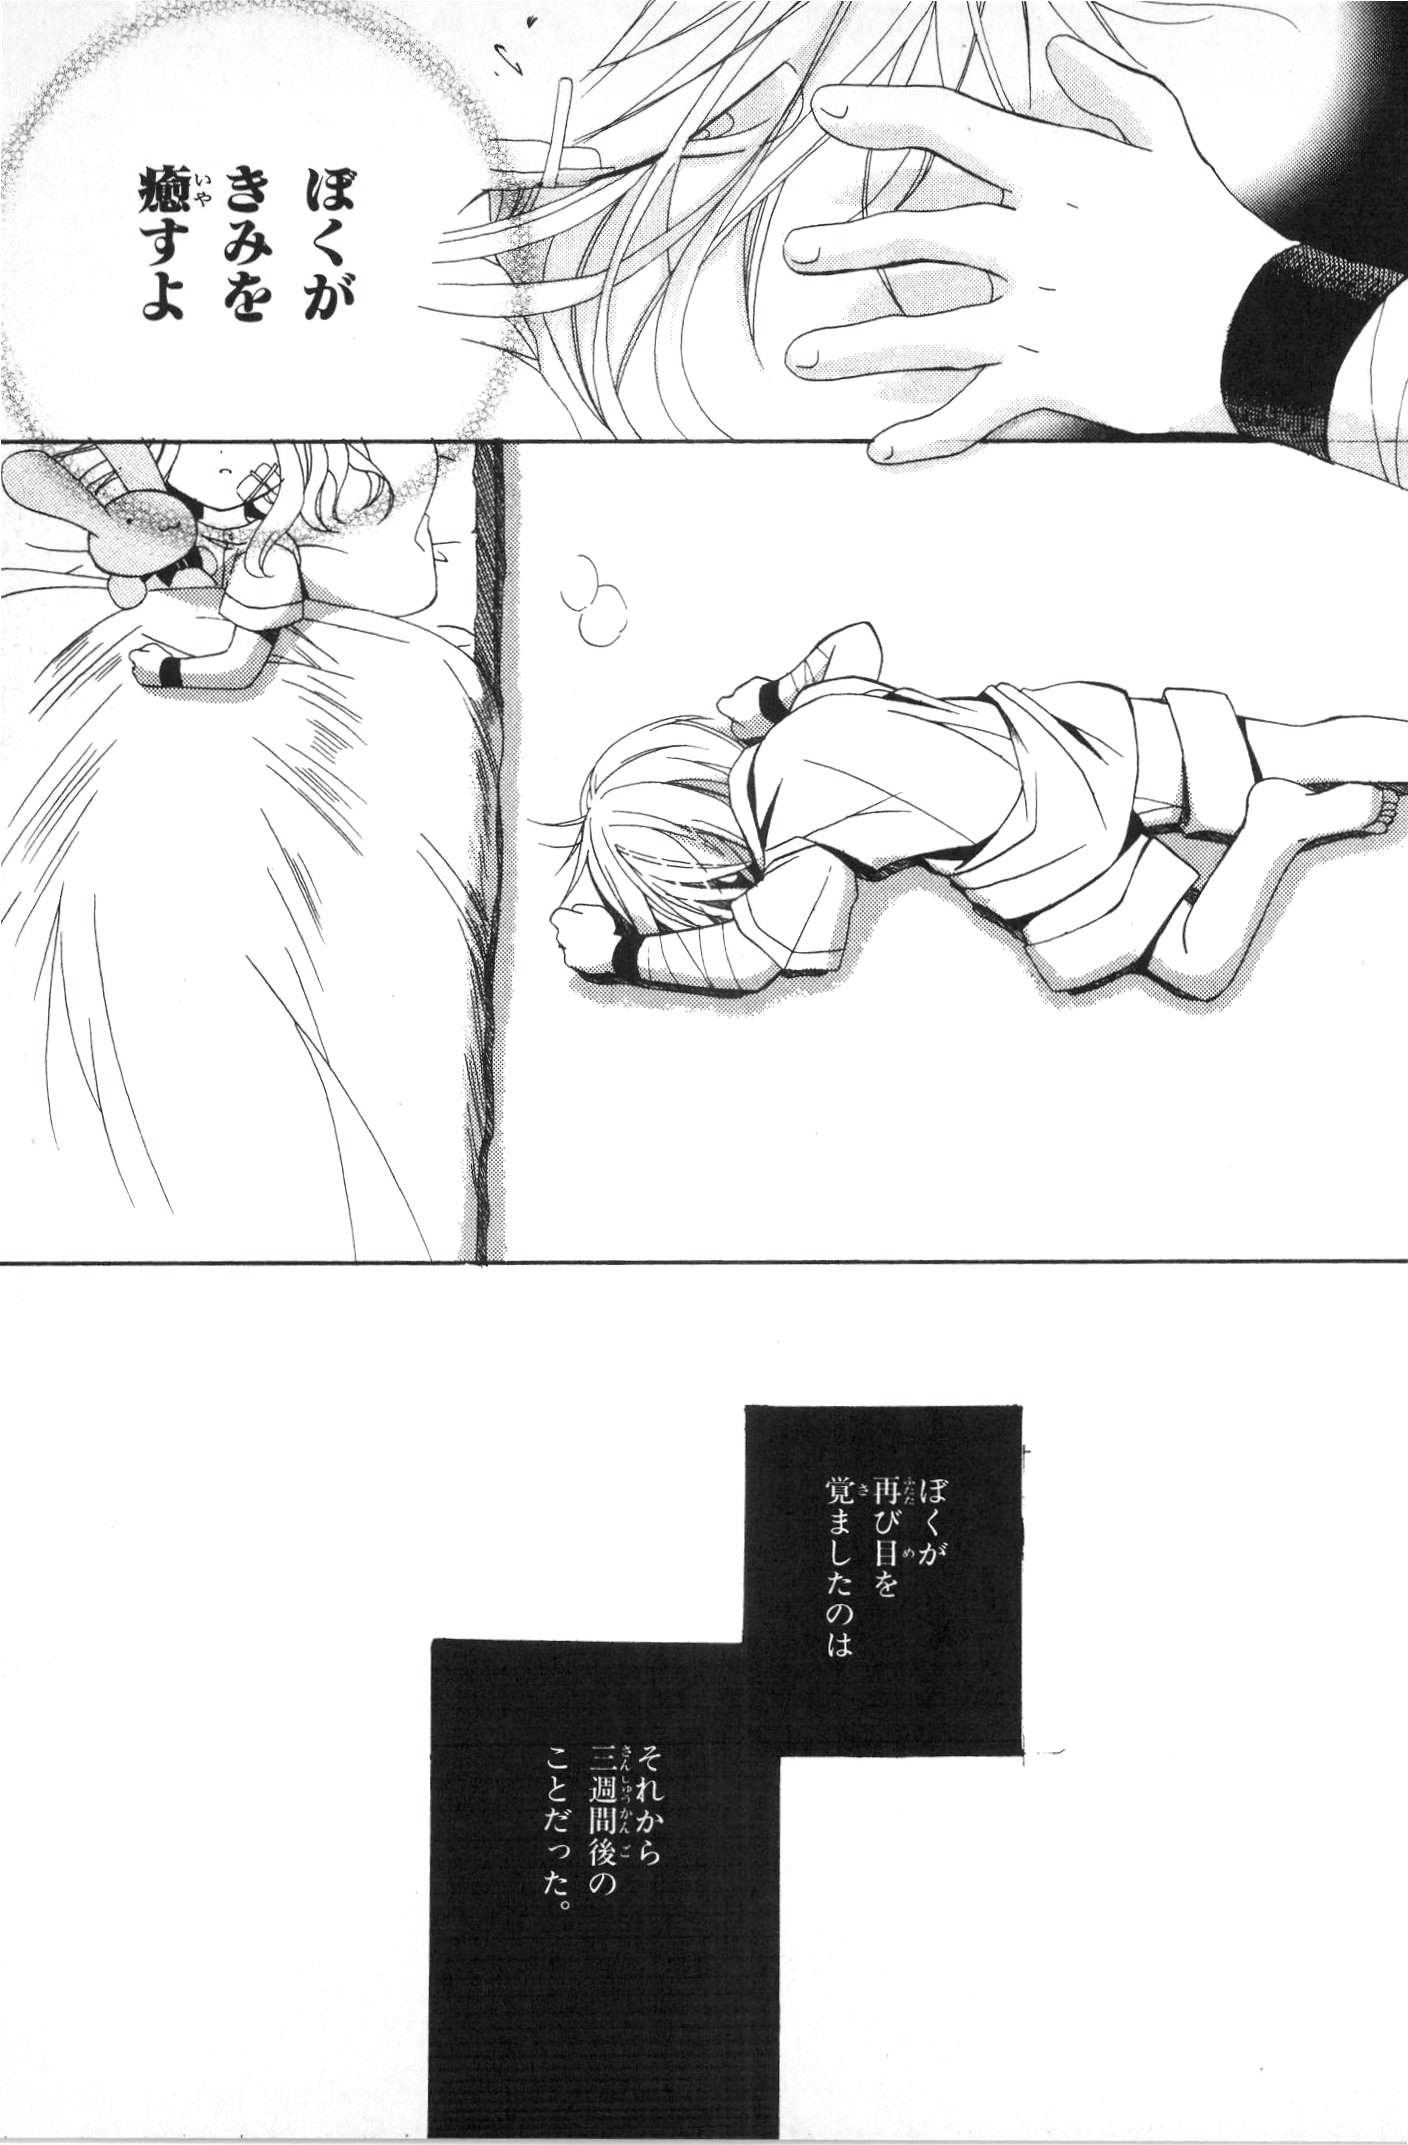 ぼくが
きみを
癒すよ
ぼくが
再び目を
覚ましたのは
それから
三週間後の
ことだった。